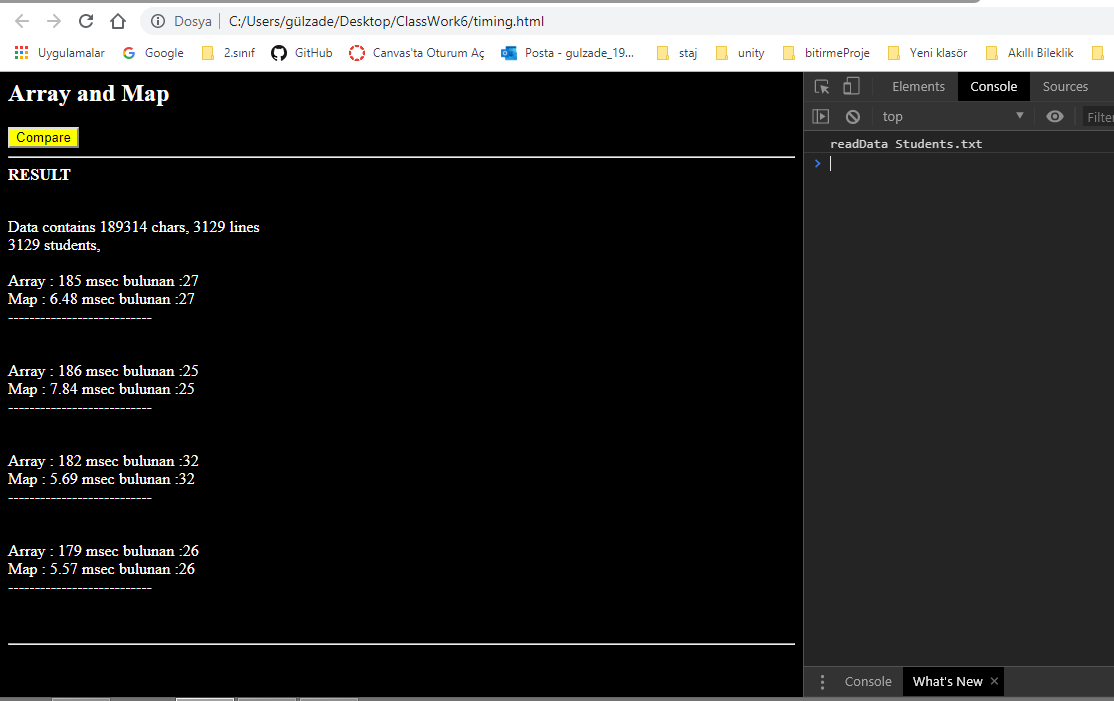 Dosya | C:/Users/gülzade/Desktop/ClassWork6/timing.html
Uygulamalar Google 2.sınıf GitHub Canvas'ta Oturum Aç Posta - gulzade_19... staj unity bitirmeProje Yeni klasör Akıllı Bileklik
Array and Map
Compare
RESULT
Data contains 189314 chars, 3129 lines
3129 students,
Array : 185 msec bulunan :27
Map : 6.48 msec bulunan :27
---------------------------
Array : 186 msec bulunan :25
Map : 7.84 msec bulunan :25
---------------------------
Array : 182 msec bulunan :32
Map : 5.69 msec bulunan :32
---------------------------
Array : 179 msec bulunan :26
Map : 5.57 msec bulunan :26
---------------------------
Elements Console Sources
top Filter
readData Students.txt
Console What's New